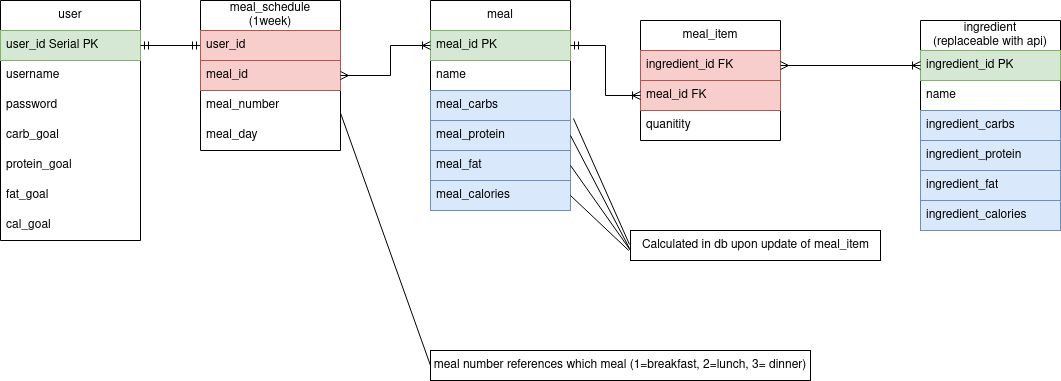 user
user_id Serial PK
username
password
carb_goal
protein_goal
fat_goal
cal_goal
meal_schedule
(1week)
user_id
meal_id
meal_number
meal_day
meal
meal_id PK
name
meal_carbs
meal_protein
meal_fat
meal_calories
meal_item
ingredient_id FK
meal_id FK
quanitity
ingredient
(replaceable with api)
ingredient_id PK
name
ingredient_carbs
ingredient_protein
ingredient_fat
ingredient_calories
Calculated in db upon update of meal_item
meal number references which meal (1=breakfast, 2=lunch, 3= dinner)